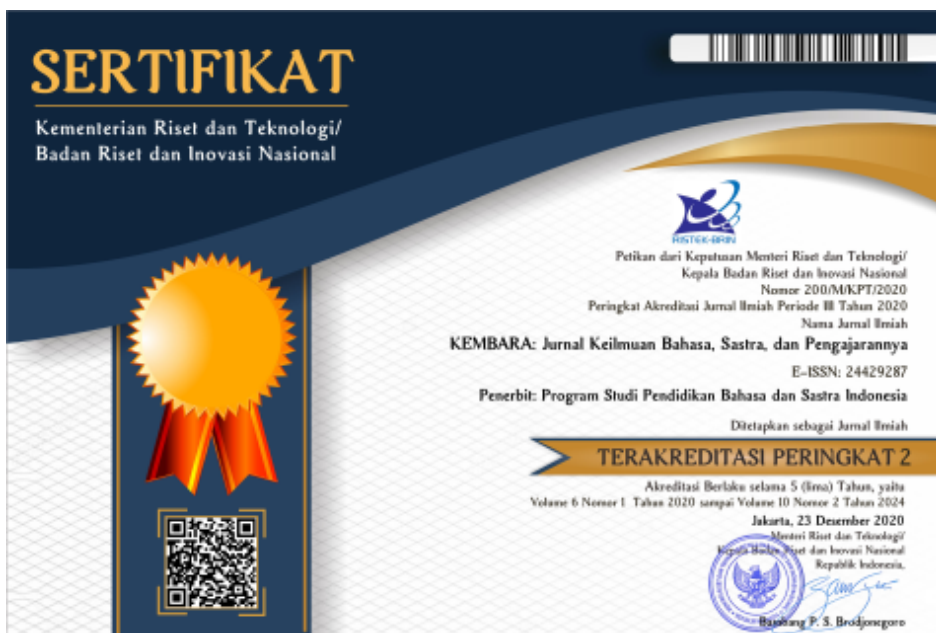 SERTIFIKAT
Kementerian Riset dan Teknologi/
Badan Riset dan Inovasi Nasional
RISTEK-BRIN
Petikan dari Keputusan Menteri Riset dan Teknologi/
Kepala Badan Riset dan Inovasi Nasional
Nomor 200/M/KPT/2020
Peringkat Akreditasi Jurnal Ilmiah Periode III Tahun 2020
Nama Jurnal Ilmiah
KEMBARA: Jurnal Keilmuan Bahasa, Sastra, dan Pengajarannya
E-ISSN: 24429287
Penerbit: Program Studi Pendidikan Bahasa dan Sastra Indonesia
Ditetapkan sebagai Jurnal Ilmiah
TERAKREDITASI PERINGKAT 2
Akreditasi Berlaku selama 5 (lima) Tahun, yaitu
Volume 6 Nomor 1 Tahun 2020 sampai Volume 10 Nomor 2 Tahun 2024
Jakarta, 23 Desember 2020
Menteri Riset dan Teknologi/
Kepala Badan Riset dan Inovasi Nasional
Republik Indonesia,
Bambang P. S. Brodjonegoro